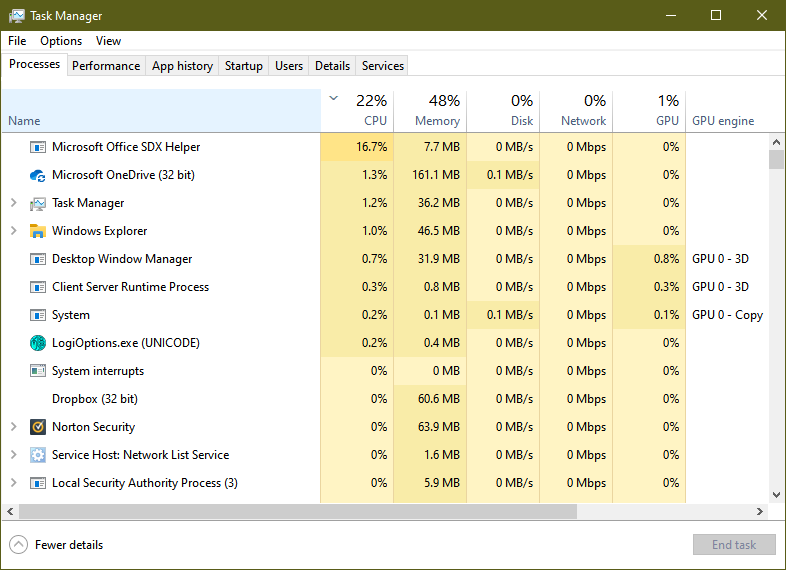 Task Manager
File Options View
Processes Performance App history Startup Users Details Services
22% 48% 0% 0% 1%
Name CPU Memory Disk Network GPU GPU engine
Microsoft Office SDX Helper 16.7% 7.7 MB 0 MB/s 0 Mbps 0%
Microsoft OneDrive (32 bit) 1.3% 161.1 MB 0.1 MB/s 0 Mbps 0%
Task Manager 1.2% 36.2 MB 0 MB/s 0 Mbps 0%
Windows Explorer 1.0% 46.5 MB 0 MB/s 0 Mbps 0%
Desktop Window Manager 0.7% 31.9 MB 0 MB/s 0 Mbps 0.8% GPU 0 - 3D
Client Server Runtime Process 0.3% 0.8 MB 0 MB/s 0 Mbps 0.3% GPU 0 - 3D
System 0.2% 0.1 MB 0.1 MB/s 0 Mbps 0.1% GPU 0 - Copy
LogiOptions.exe (UNICODE) 0.2% 0.4 MB 0 MB/s 0 Mbps 0%
System interrupts 0% 0 MB 0 MB/s 0 Mbps 0%
Dropbox (32 bit) 0% 60.6 MB 0 MB/s 0 Mbps 0%
Norton Security 0% 63.9 MB 0 MB/s 0 Mbps 0%
Service Host: Network List Service 0% 1.6 MB 0 MB/s 0 Mbps 0%
Local Security Authority Process (3) 0% 5.9 MB 0 MB/s 0 Mbps 0%
Fewer details End task